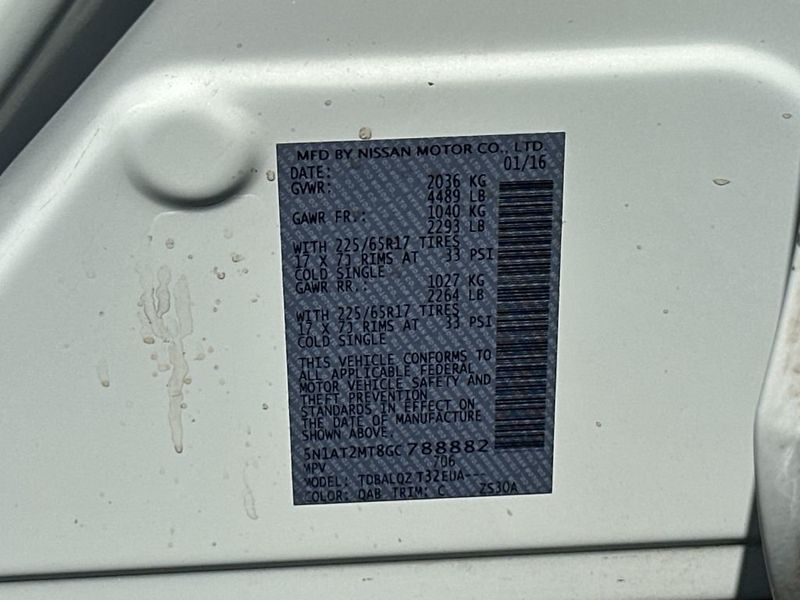 MFD BY NISSAN MOTOR CO., LTD.
DATE: 01/16
GVWR: 2036 KG
4489 LB
GAWR FR.: 1040 KG
2293 LB
WITH 225/65R17 TIRES
17 X 7J RIMS AT 33 PSI
COLD SINGLE
GAWR RR.: 1027 KG
2264 LB
WITH 225/65R17 TIRES
17 X 7J RIMS AT 33 PSI
COLD SINGLE
THIS VEHICLE CONFORMS TO
ALL APPLICABLE FEDERAL
MOTOR VEHICLE SAFETY AND
THEFT PREVENTION
STANDARDS IN EFFECT ON
THE DATE OF MANUFACTURE
SHOWN ABOVE.
5N1AT2MT8GC788882
MPV 706
MODEL: TDBALQZ T32EUA---
COLOR: QAB TRIM: C ZS30A